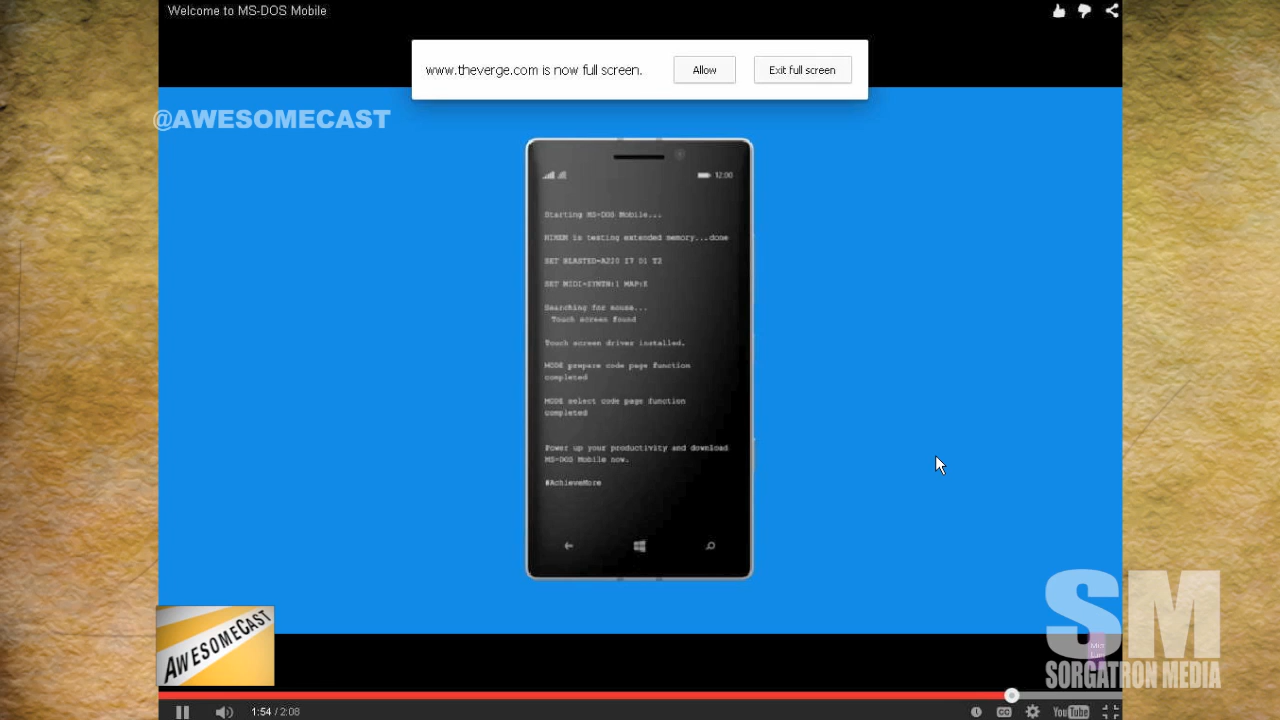 Welcome to MS-DOS Mobile
www.theverge.com is now full screen.
Allow
Exit full screen
@AWESOMECAST
12:00
Starting MS-DOS Mobile...
HIMEM is testing extended memory...done
SET BLASTED=A220 I7 D1 T2
SET MIDI=SYNTH:1 MAP:E
Searching for mouse...
Touch screen found
Touch screen driver installed.
MODE prepare code page function
completed
MODE select code page function
completed
Power up your productivity and download
MS-DOS Mobile now.
#AchieveMore
AWESOMECAST
SM
SORGATRON MEDIA
1:54 / 2:08
CC
YouTube